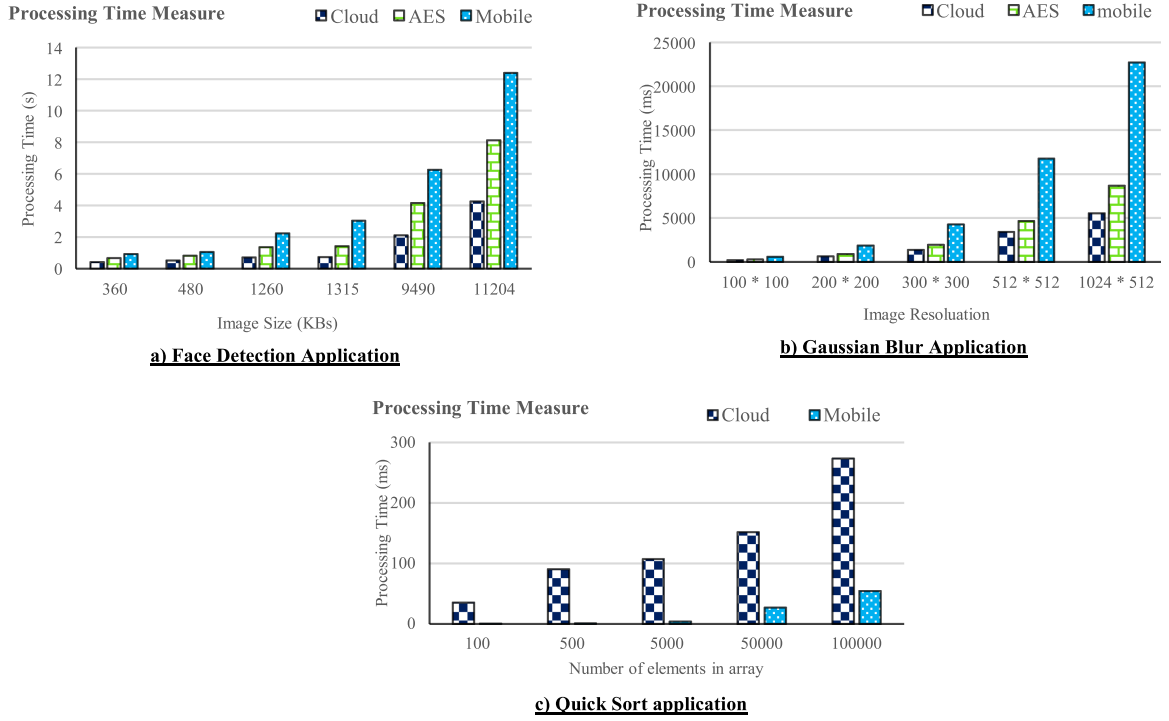 Processing Time Measure
Cloud AES Mobile
14
12
10
8
6
4
2
0
Processing Time (s)
360 480 1260 1315 9490 11204
Image Size (KBs)
a) Face Detection Application
Processing Time Measure
Cloud AES mobile
25000
20000
15000
10000
5000
0
Processing Time (ms)
100 * 100 200 * 200 300 * 300 512 * 512 1024 * 512
Image Resoluation
b) Gaussian Blur Application
Processing Time Measure
Cloud Mobile
300
200
100
0
Processing Time (ms)
100 500 5000 50000 100000
Number of elements in array
c) Quick Sort application